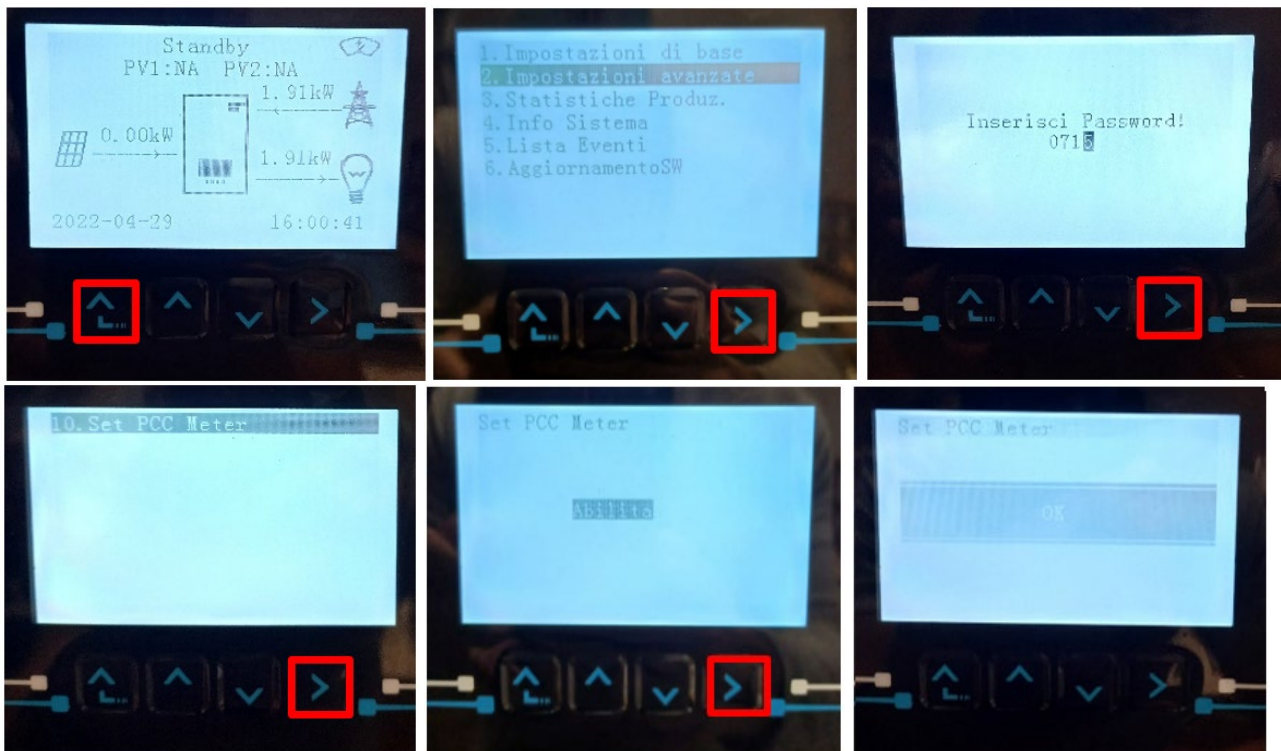 Standby
PV1:NA PV2:NA
1.91kW
0.00kW
1.91kW
2022-04-29
16:00:41
1.Impostazioni di base
2.Impostazioni avanzate
3.Statistiche Produz.
4.Info Sistema
5.Lista Eventi
6.AggiornamentoSW
Inserisci Password!
0715
10.Set PCC Meter
Set PCC Meter
Abilita
Set PCC Meter
OK